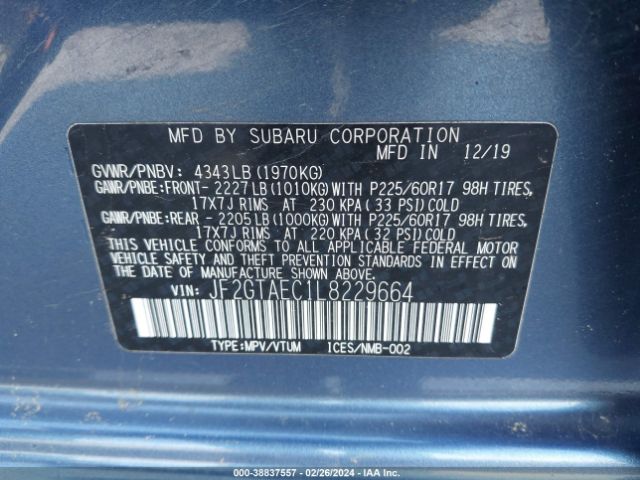 MFD BY SUBARU CORPORATION
MFD IN 12/19
GVWR/PNBV: 4343LB(1970KG)
GAWR/PNBE:FRONT- 2227LB(1010KG)WITH P225/60R17 98H TIRES,
17X7J RIMS AT 230 KPA( 33 PSI)COLD
GAWR/PNBE:REAR - 2205LB(1000KG)WITH P225/60R17 98H TIRES,
17X7J RIMS AT 220 KPA( 32 PSI)COLD
THIS VEHICLE CONFORMS TO ALL APPLICABLE FEDERAL MOTOR
VEHICLE SAFETY AND THEFT PREVENTION STANDARDS IN EFFECT
ON THE DATE OF MANUFACTURE SHOWN ABOVE.
VIN: JF2GTAEC1L8229664
TYPE:MPV/VTUM ICES/NMB-002
000-38837557 - 02/26/2024 - IAA Inc.